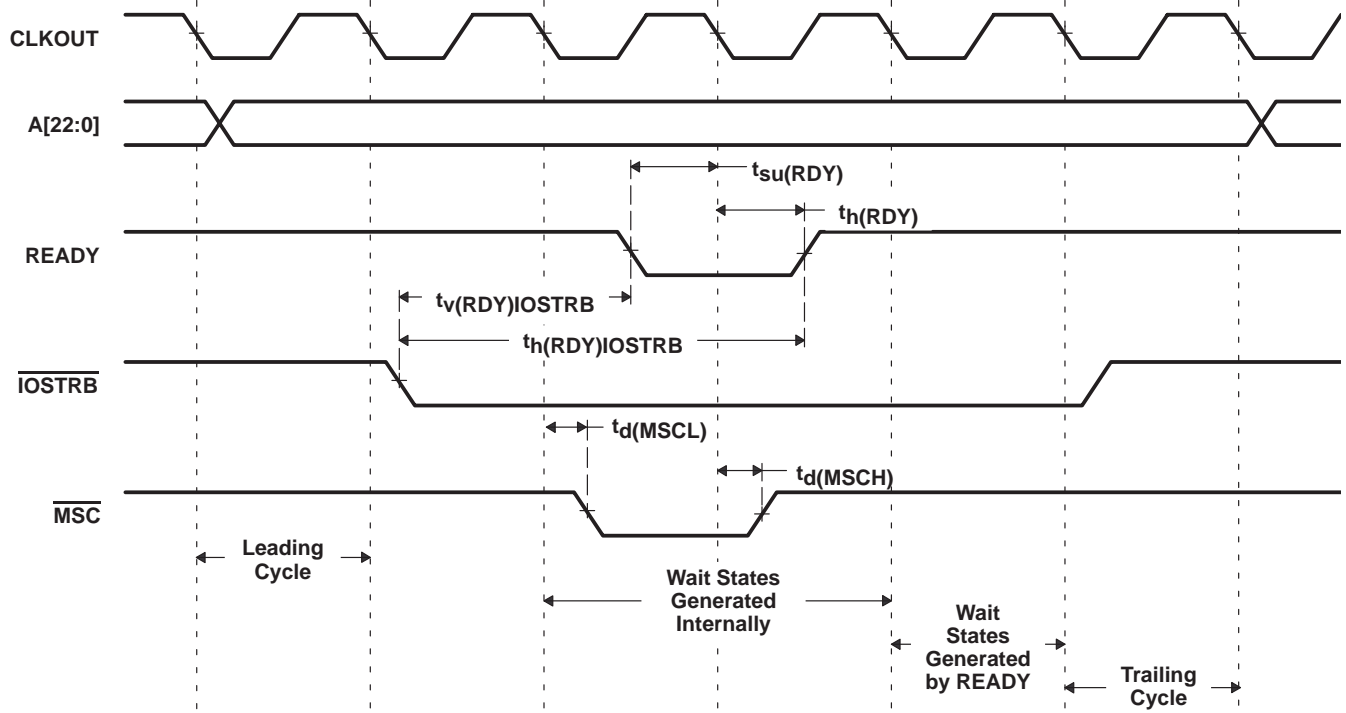 CLKOUT
A[22:0]
tsu(RDY)
th(RDY)
READY
tv(RDY)IOSTRB
th(RDY)IOSTRB
IOSTRB
td(MSCL)
td(MSCH)
MSC
Leading
Cycle
Wait States
Generated
Internally
Wait
States
Generated
by READY
Trailing
Cycle